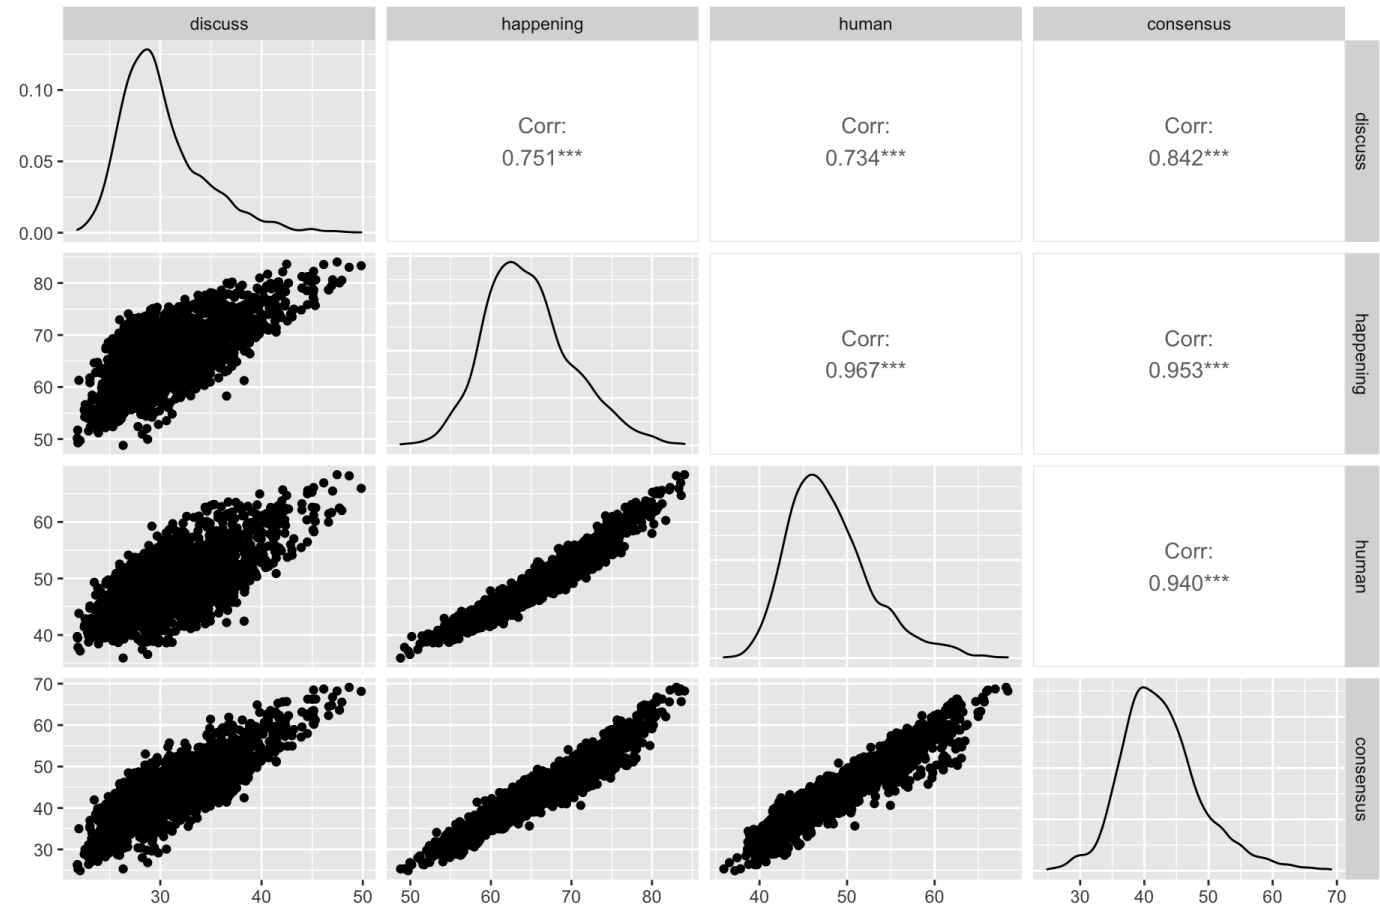 discuss
happening
human
consensus
0.10
0.05
0.00
Corr:
0.751***
Corr:
0.734***
Corr:
0.842***
discuss
80
70
60
50
Corr:
0.967***
Corr:
0.953***
happening
60
50
40
Corr:
0.940***
human
70
60
50
40
30
consensus
30
40
50
50
60
70
80
40
50
60
30
40
50
60
70